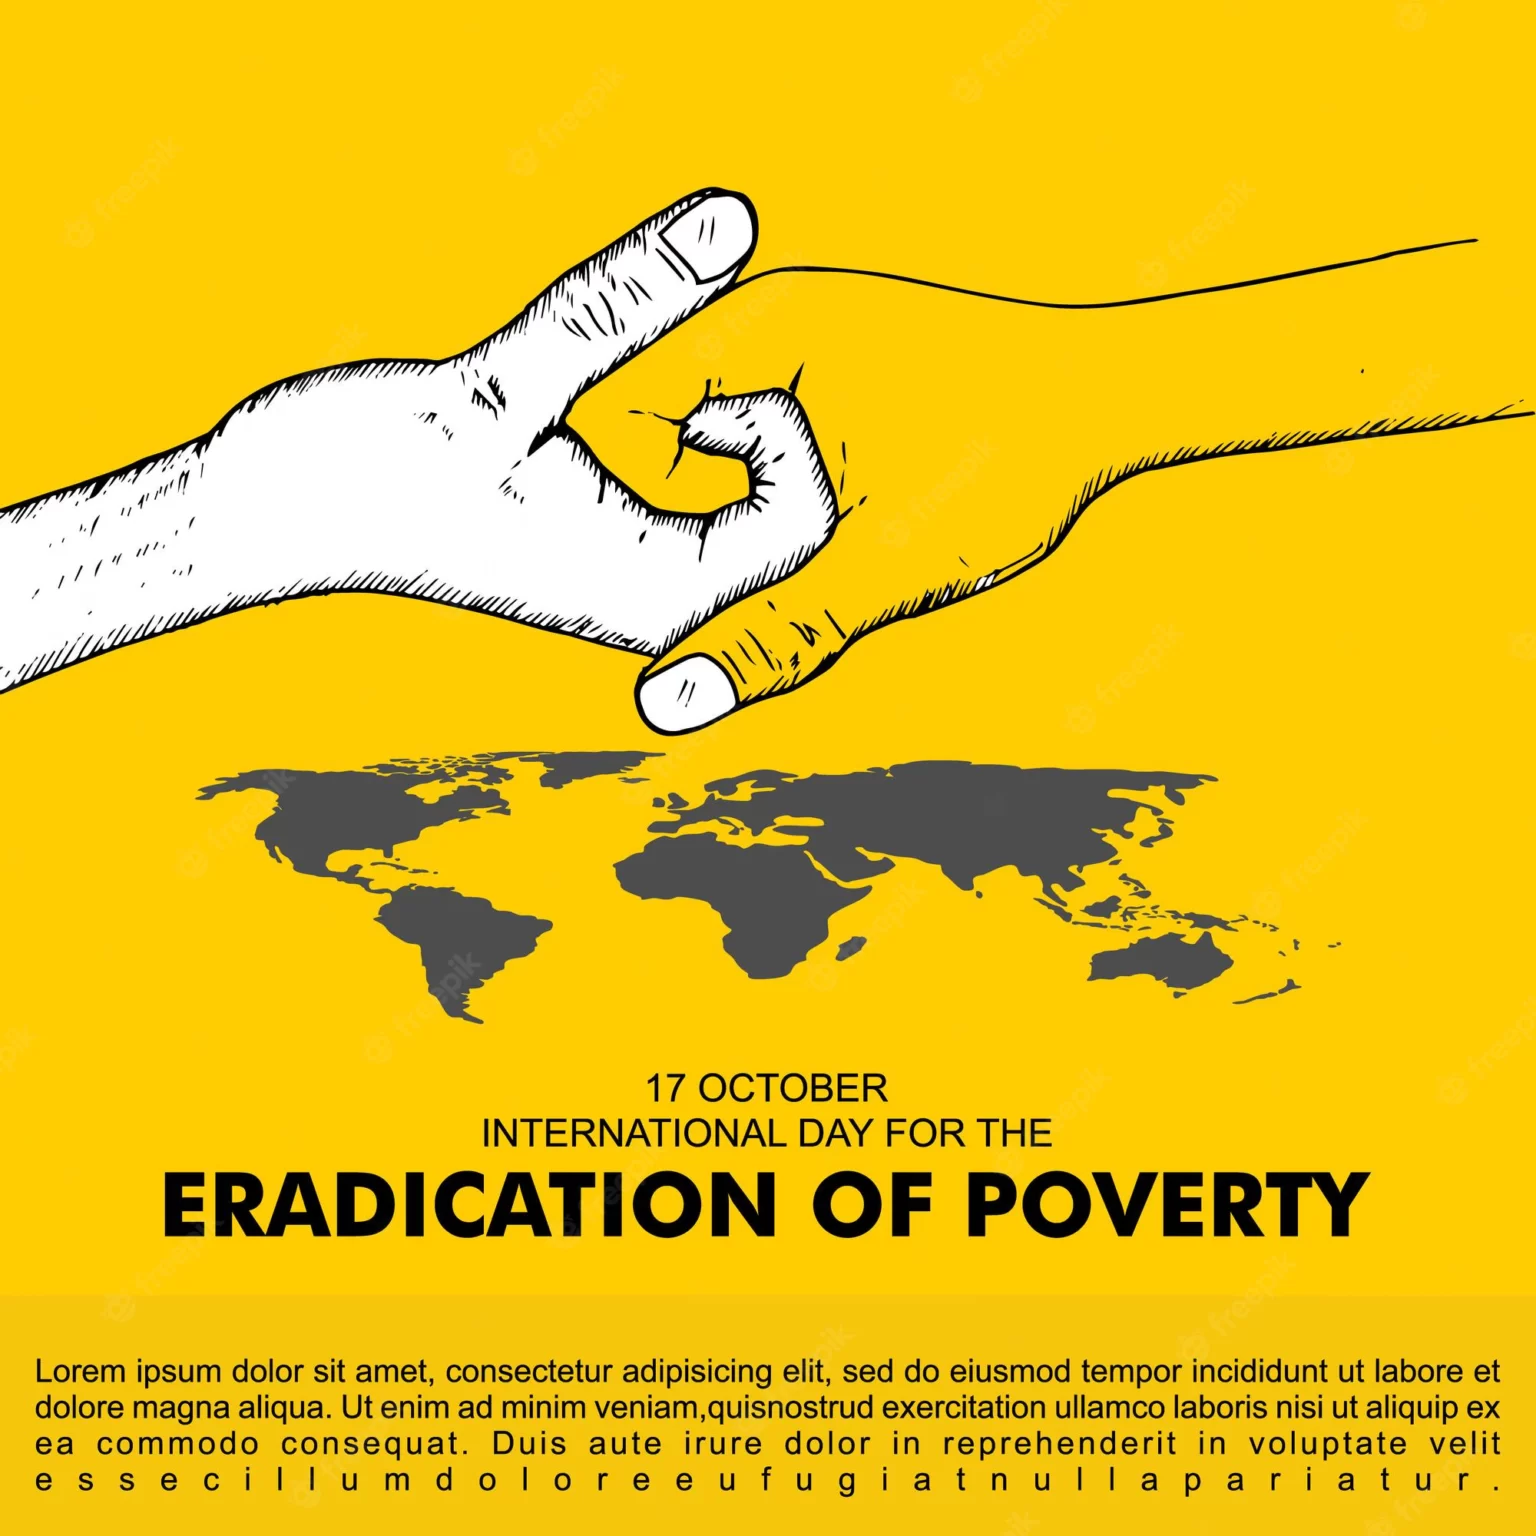 17 OCTOBER
INTERNATIONAL DAY FOR THE
ERADICATION OF POVERTY
Lorem ipsum dolor sit amet, consectetur adipisicing elit, sed do eiusmod tempor incididunt ut labore et
dolore magna aliqua. Ut enim ad minim veniam,quisnostrud exercitation ullamco laboris nisi ut aliquip ex
ea commodo consequat. Duis aute irure dolor in reprehenderit in voluptate velit
essecillumdoloreeufugiatnullapariatur.
freepik